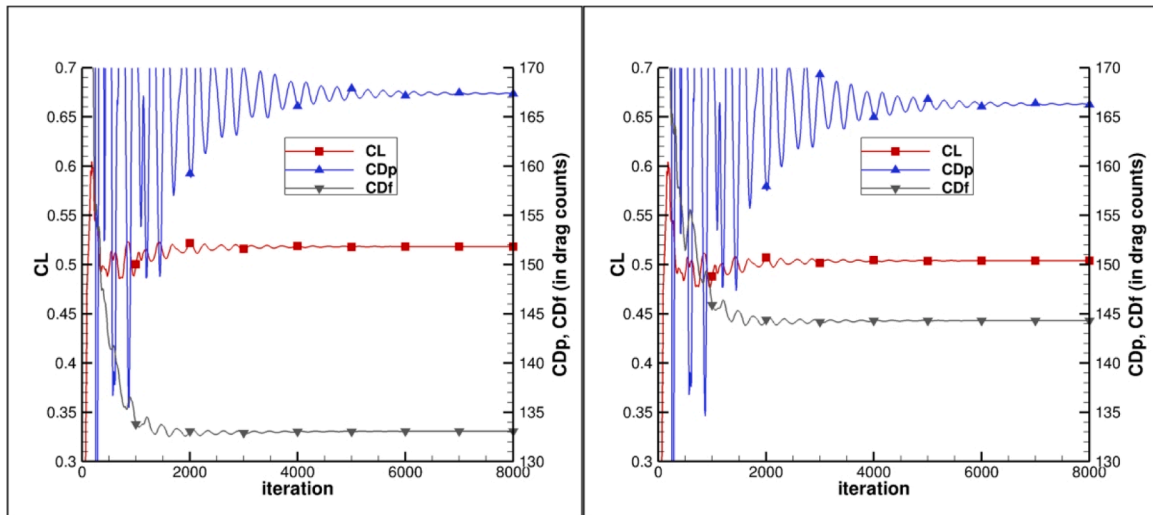 0.7
0.65
0.6
0.55
0.5
0.45
0.4
0.35
0.3
CL
170
165
160
155
150
145
140
135
130
CDp, CDf (in drag counts)
CL
CDp
CDf
0 2000 4000 6000 8000
iteration
0.7
0.65
0.6
0.55
0.5
0.45
0.4
0.35
0.3
CL
170
165
160
155
150
145
140
135
130
CDp, CDf (in drag counts)
CL
CDp
CDf
0 2000 4000 6000 8000
iteration